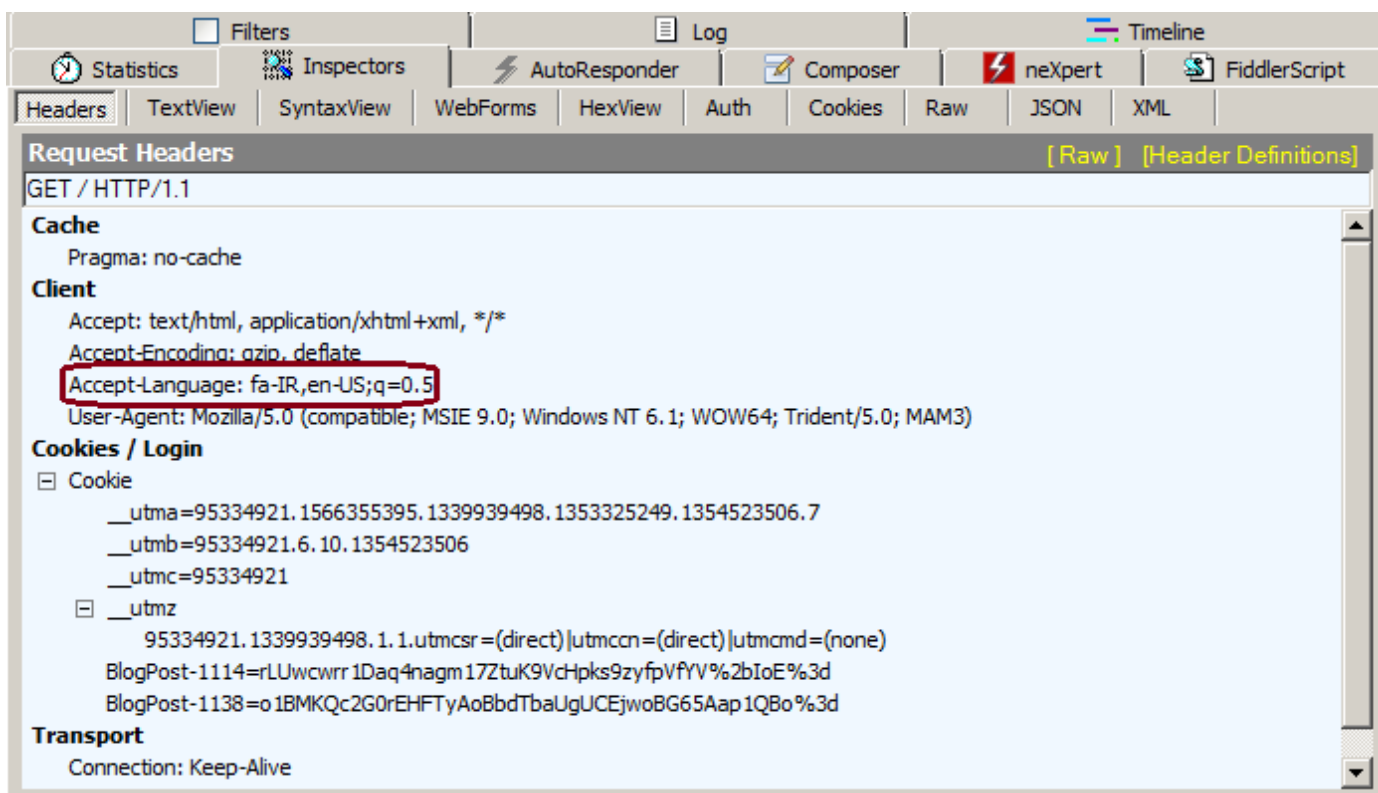 Filters Log Timeline
Statistics Inspectors AutoResponder Composer neXpert FiddlerScript
Headers TextView SyntaxView WebForms HexView Auth Cookies Raw JSON XML
Request Headers [ Raw ] [Header Definitions]
GET / HTTP/1.1
Cache
Pragma: no-cache
Client
Accept: text/html, application/xhtml+xml, */*
Accept-Encoding: gzip, deflate
Accept-Language: fa-IR,en-US;q=0.5
User-Agent: Mozilla/5.0 (compatible; MSIE 9.0; Windows NT 6.1; WOW64; Trident/5.0; MAM3)
Cookies / Login
Cookie
__utma=95334921.1566355395.1339939498.1353325249.1354523506.7
__utmb=95334921.6.10.1354523506
__utmc=95334921
__utmz
95334921.1339939498.1.1.utmcsr=(direct)|utmccn=(direct)|utmcmd=(none)
BlogPost-1114=rLUwcwrr1Daq4nagm17ZtuK9VcHpks9zyfpVfYV%2bIoE%3d
BlogPost-1138=o1BMKQc2G0rEHFTyAoBbdTbaUgUCEjwoBG65Aap1QBo%3d
Transport
Connection: Keep-Alive